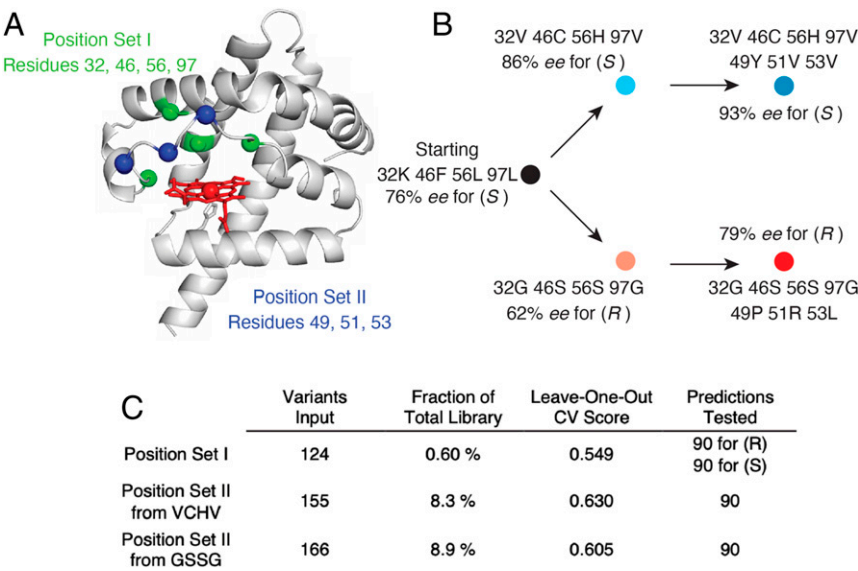 A
Position Set I
Residues 32, 46, 56, 97
Position Set II
Residues 49, 51, 53
B
32V 46C 56H 97V
86% ee for (S )
32V 46C 56H 97V
49Y 51V 53V
93% ee for (S )
Starting
32K 46F 56L 97L
76% ee for (S )
32G 46S 56S 97G
62% ee for (R )
79% ee for (R )
32G 46S 56S 97G
49P 51R 53L
C
Variants Input
Fraction of Total Library
Leave-One-Out CV Score
Predictions Tested
Position Set I
124
0.60 %
0.549
90 for (R)
90 for (S)
Position Set II from VCHV
155
8.3 %
0.630
90
Position Set II from GSSG
166
8.9 %
0.605
90